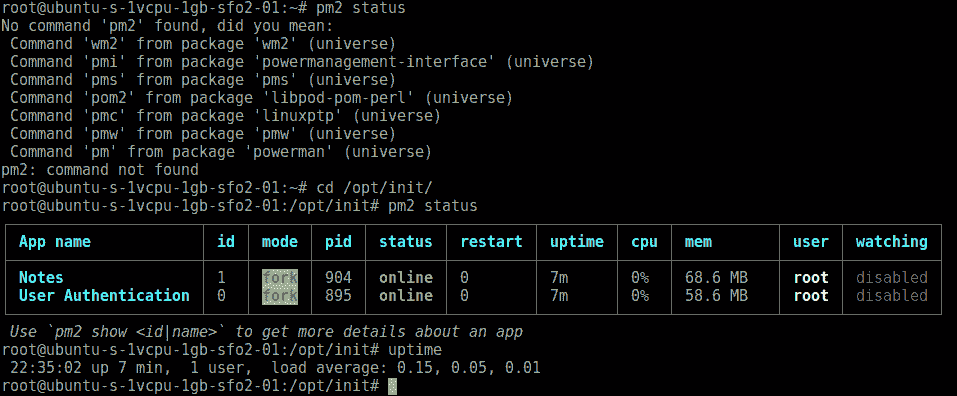 root@ubuntu-s-1vcpu-1gb-sfo2-01:~# pm2 status
No command 'pm2' found, did you mean:
 Command 'wm2' from package 'wm2' (universe)
 Command 'pmi' from package 'powermanagement-interface' (universe)
 Command 'pms' from package 'pms' (universe)
 Command 'pom2' from package 'libpod-pom-perl' (universe)
 Command 'pmc' from package 'linuxptp' (universe)
 Command 'pmw' from package 'pmw' (universe)
 Command 'pm' from package 'powerman' (universe)
pm2: command not found
root@ubuntu-s-1vcpu-1gb-sfo2-01:~# cd /opt/init/
root@ubuntu-s-1vcpu-1gb-sfo2-01:/opt/init# pm2 status
App name id mode pid status restart uptime cpu mem user watching
Notes 1 fork 904 online 0 7m 0% 68.6 MB root disabled
User Authentication 0 fork 895 online 0 7m 0% 58.6 MB root disabled
 Use `pm2 show <id|name>` to get more details about an app
root@ubuntu-s-1vcpu-1gb-sfo2-01:/opt/init# uptime
 22:35:02 up 7 min,  1 user,  load average: 0.15, 0.05, 0.01
root@ubuntu-s-1vcpu-1gb-sfo2-01:/opt/init#